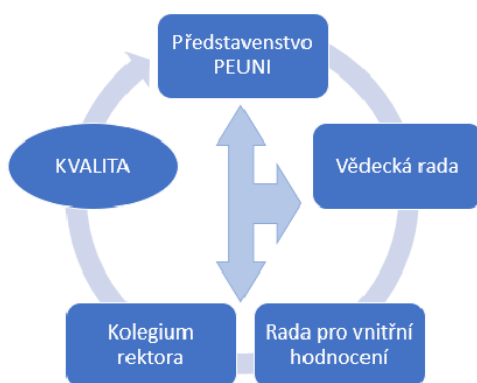 Představenstvo
PEUNI
KVALITA
Vědecká rada
Kolegium
rektora
Rada pro vnitřní
hodnocení